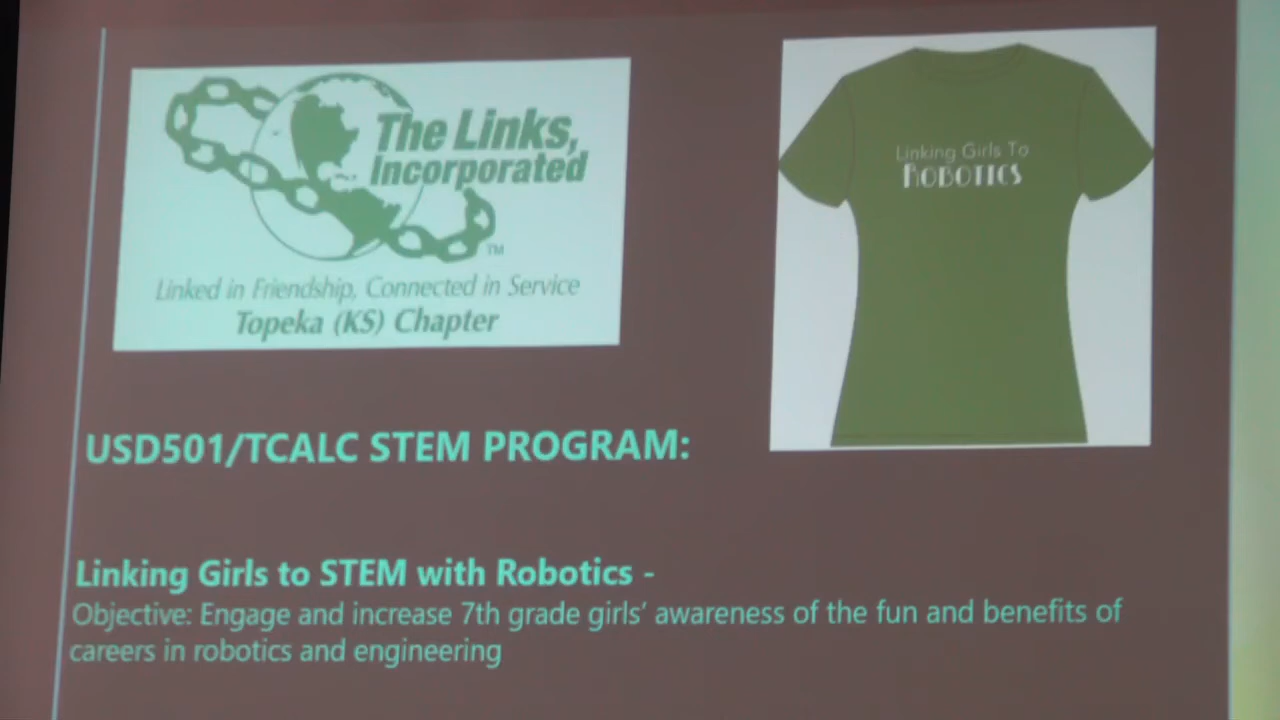 The Links,
Incorporated
TM
Linked in Friendship, Connected in Service
Topeka (KS) Chapter
Linking Girls To
ROBOTICS
USD501/TCALC STEM PROGRAM:
Linking Girls to STEM with Robotics -
Objective: Engage and increase 7th grade girls’ awareness of the fun and benefits of
careers in robotics and engineering